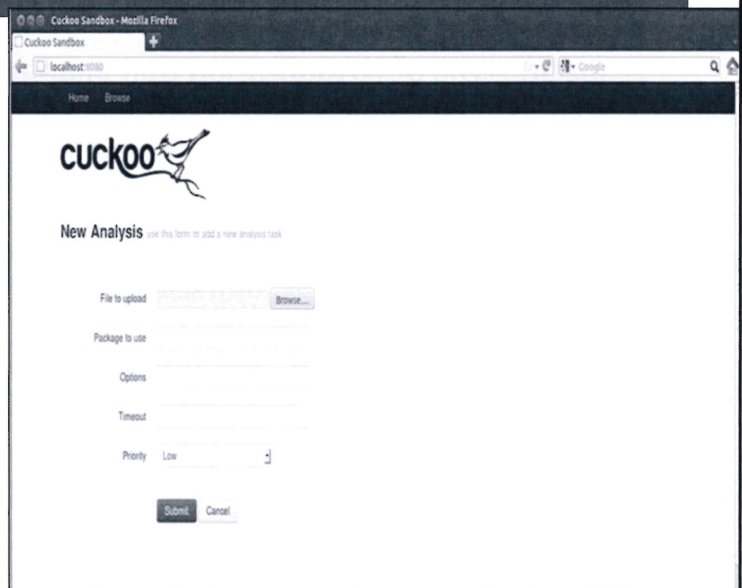 Cuckoo Sandbox - Mozilla Firefox
Cuckoo Sandbox
localhost:8080
Google
Home Browse
cuckoo
New Analysis use this form to add a new analysis task
File to upload Browse...
Package to use
Options
Timeout
Priority Low
Submit Cancel